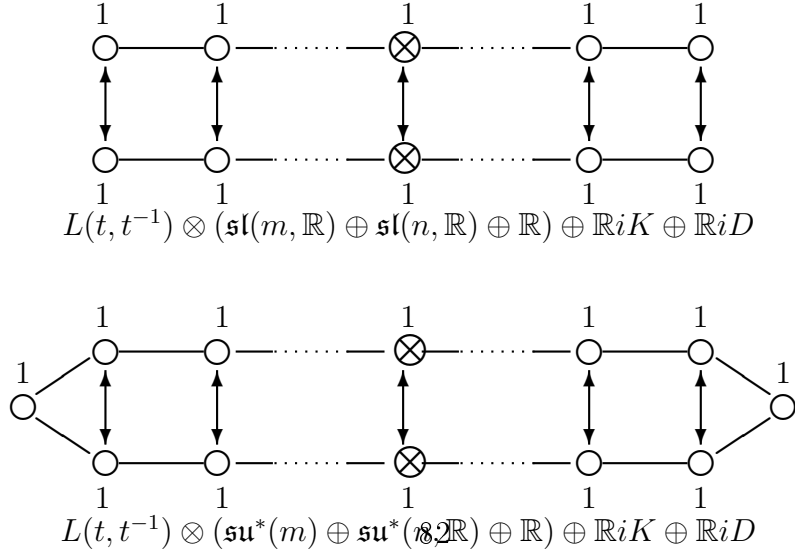 1 1 1 1 1
1 1 1 1 1
L(t, t⁻¹) ⊗ (𝔰𝔩(m, ℝ) ⊕ 𝔰𝔩(n, ℝ) ⊕ ℝ) ⊕ ℝiK ⊕ ℝiD
1 1 1 1 1
1 1
1 1 1 1 1
L(t, t⁻¹) ⊗ (𝔰𝔲*(m) ⊕ 𝔰𝔲*(n, ℝ) ⊕ ℝ) ⊕ ℝiK ⊕ ℝiD
82